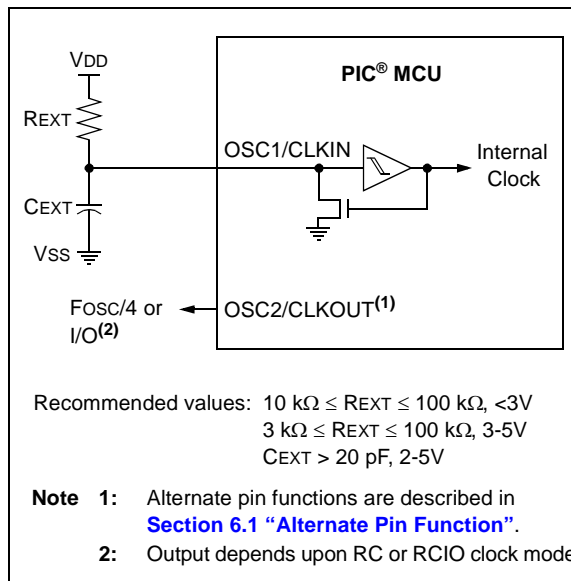 VDD
PIC® MCU
REXT
OSC1/CLKIN
Internal
Clock
CEXT
VSS
FOSC/4 or
I/O(2)
OSC2/CLKOUT(1)
Recommended values: 10 kΩ ≤ REXT ≤ 100 kΩ, <3V
3 kΩ ≤ REXT ≤ 100 kΩ, 3-5V
CEXT > 20 pF, 2-5V
Note 1: Alternate pin functions are described in
Section 6.1 “Alternate Pin Function”.
2: Output depends upon RC or RCIO clock mode